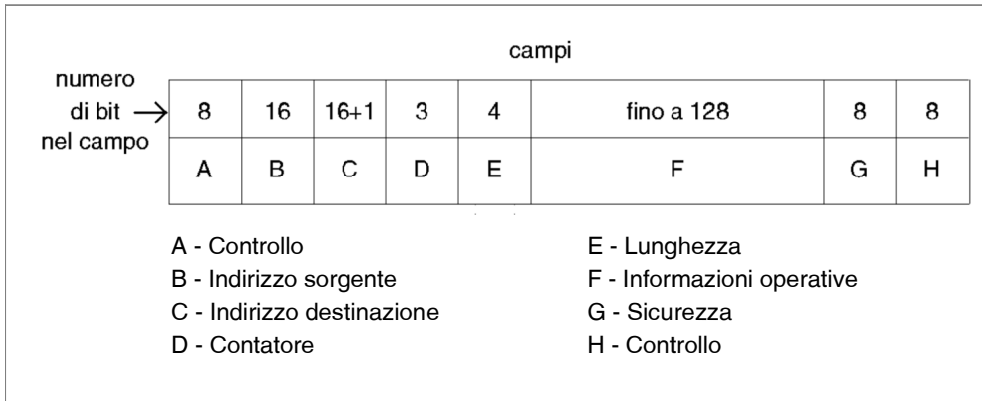 campi
numero
di bit
nel campo
8 16 16+1 3 4 fino a 128 8 8
A B C D E F G H
A - Controllo
B - Indirizzo sorgente
C - Indirizzo destinazione
D - Contatore
E - Lunghezza
F - Informazioni operative
G - Sicurezza
H - Controllo